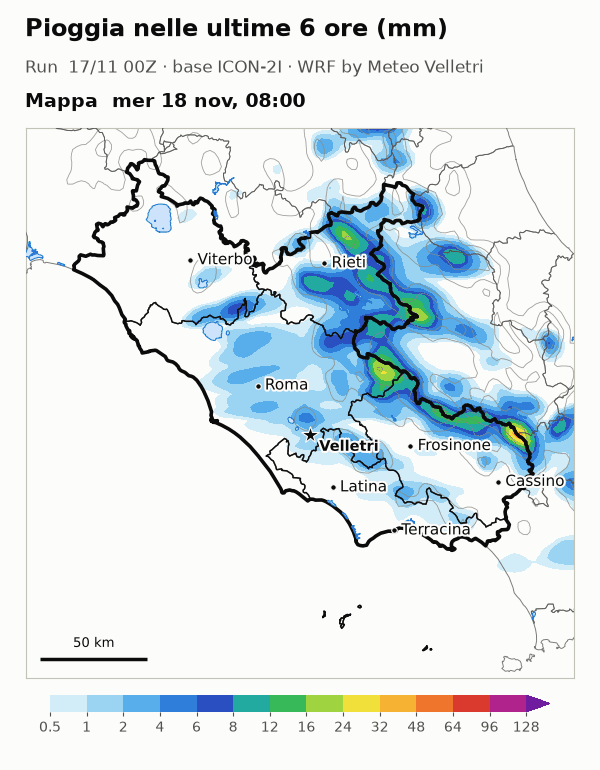 Pioggia nelle ultime 6 ore (mm)
Run  17/11 00Z · base ICON-2I · WRF by Meteo Velletri
Mappa  mer 18 nov, 08:00
Viterbo
Rieti
Roma
Velletri
Frosinone
Latina
Cassino
Terracina
50 km
0.5 1 2 4 6 8 12 16 24 32 48 64 96 128